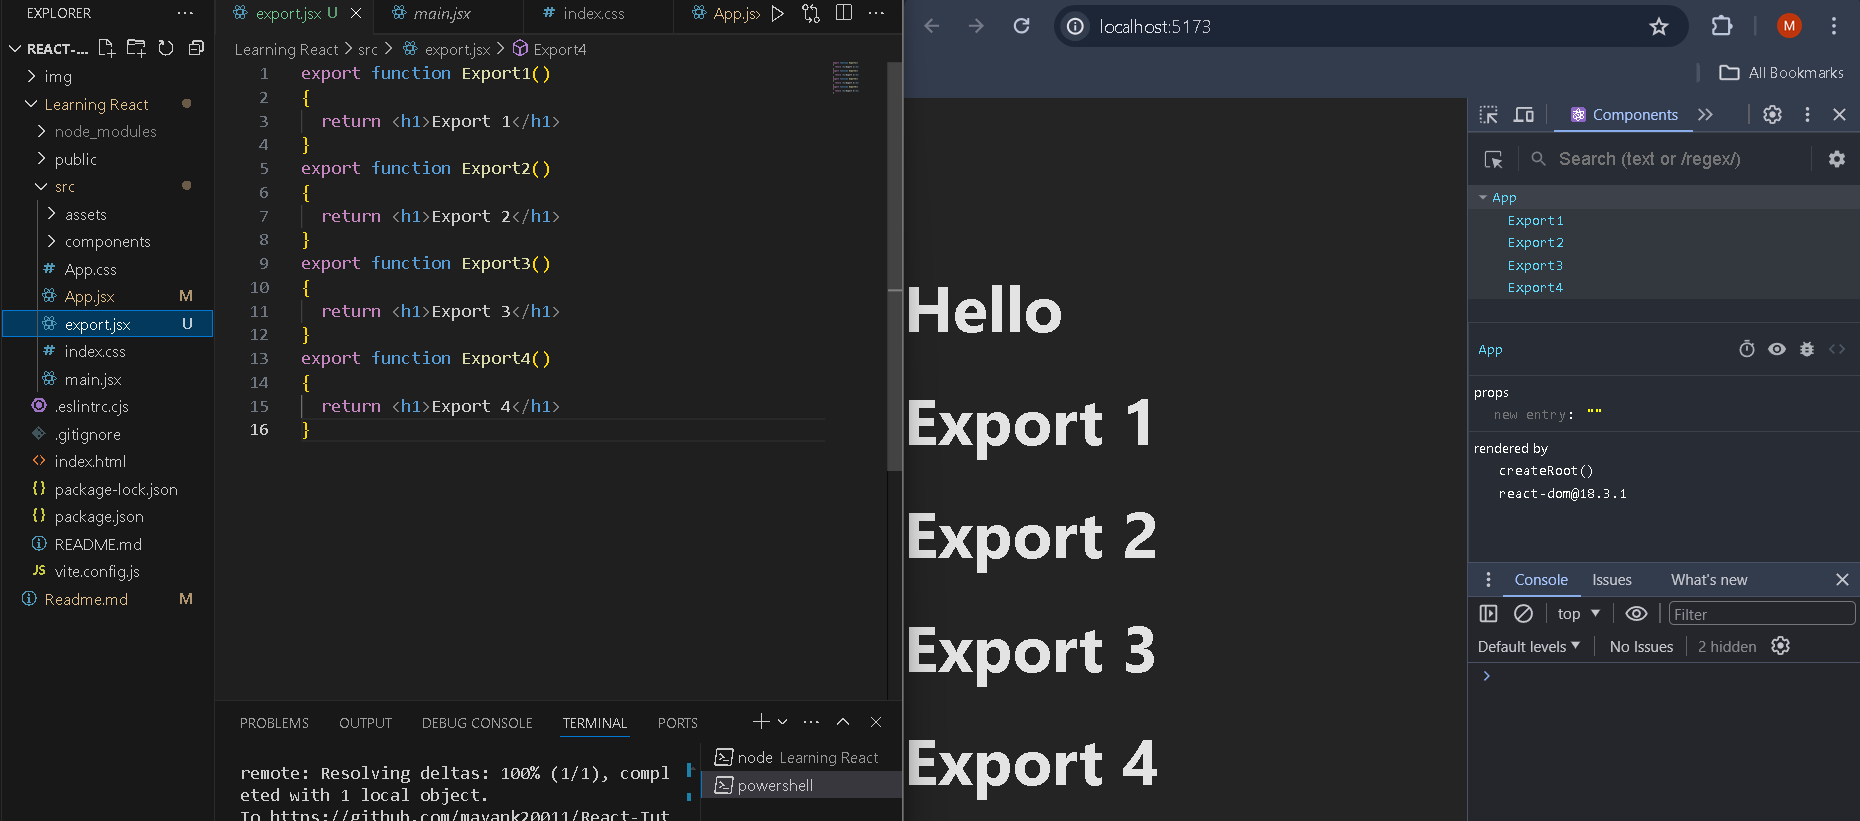 EXPLORER
REACT-...
img
Learning React
node_modules
public
src
assets
components
App.css
App.jsx M
export.jsx U
index.css
main.jsx
.eslintrc.cjs
.gitignore
index.html
package-lock.json
package.json
README.md
vite.config.js
Readme.md M
export.jsx U
main.jsx
index.css
App.js
Learning React > src > export.jsx > Export4
1 export function Export1()
2 {
3 return <h1>Export 1</h1>
4 }
5 export function Export2()
6 {
7 return <h1>Export 2</h1>
8 }
9 export function Export3()
10 {
11 return <h1>Export 3</h1>
12 }
13 export function Export4()
14 {
15 return <h1>Export 4</h1>
16 }
PROBLEMS OUTPUT DEBUG CONSOLE TERMINAL PORTS
remote: Resolving deltas: 100% (1/1), compl
eted with 1 local object.
To https://github.com/mayank20011/React-Tut
node Learning React
powershell
localhost:5173
M
All Bookmarks
Hello
Export 1
Export 2
Export 3
Export 4
Components
Search (text or /regex/)
App
Export1
Export2
Export3
Export4
App
props
new entry: ""
rendered by
createRoot()
react-dom@18.3.1
Console Issues What's new
top Filter
Default levels No Issues 2 hidden